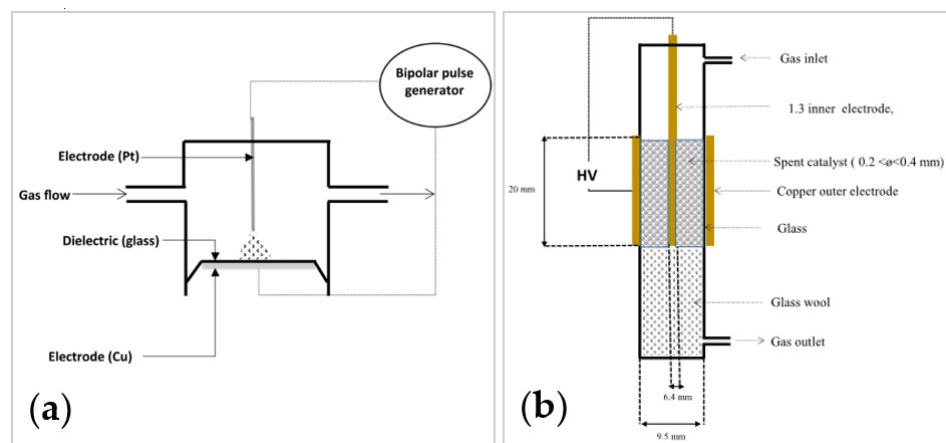 Bipolar pulse
generator
Electrode (Pt)
Gas flow
Dielectric (glass)
Electrode (Cu)
(a)
Gas inlet
1.3 inner electrode,
Spent catalyst ( 0.2 <ø<0.4 mm)
HV
20 mm
Copper outer electrode
Glass
Glass wool
Gas outlet
6.4 mm
9.5 mm
(b)